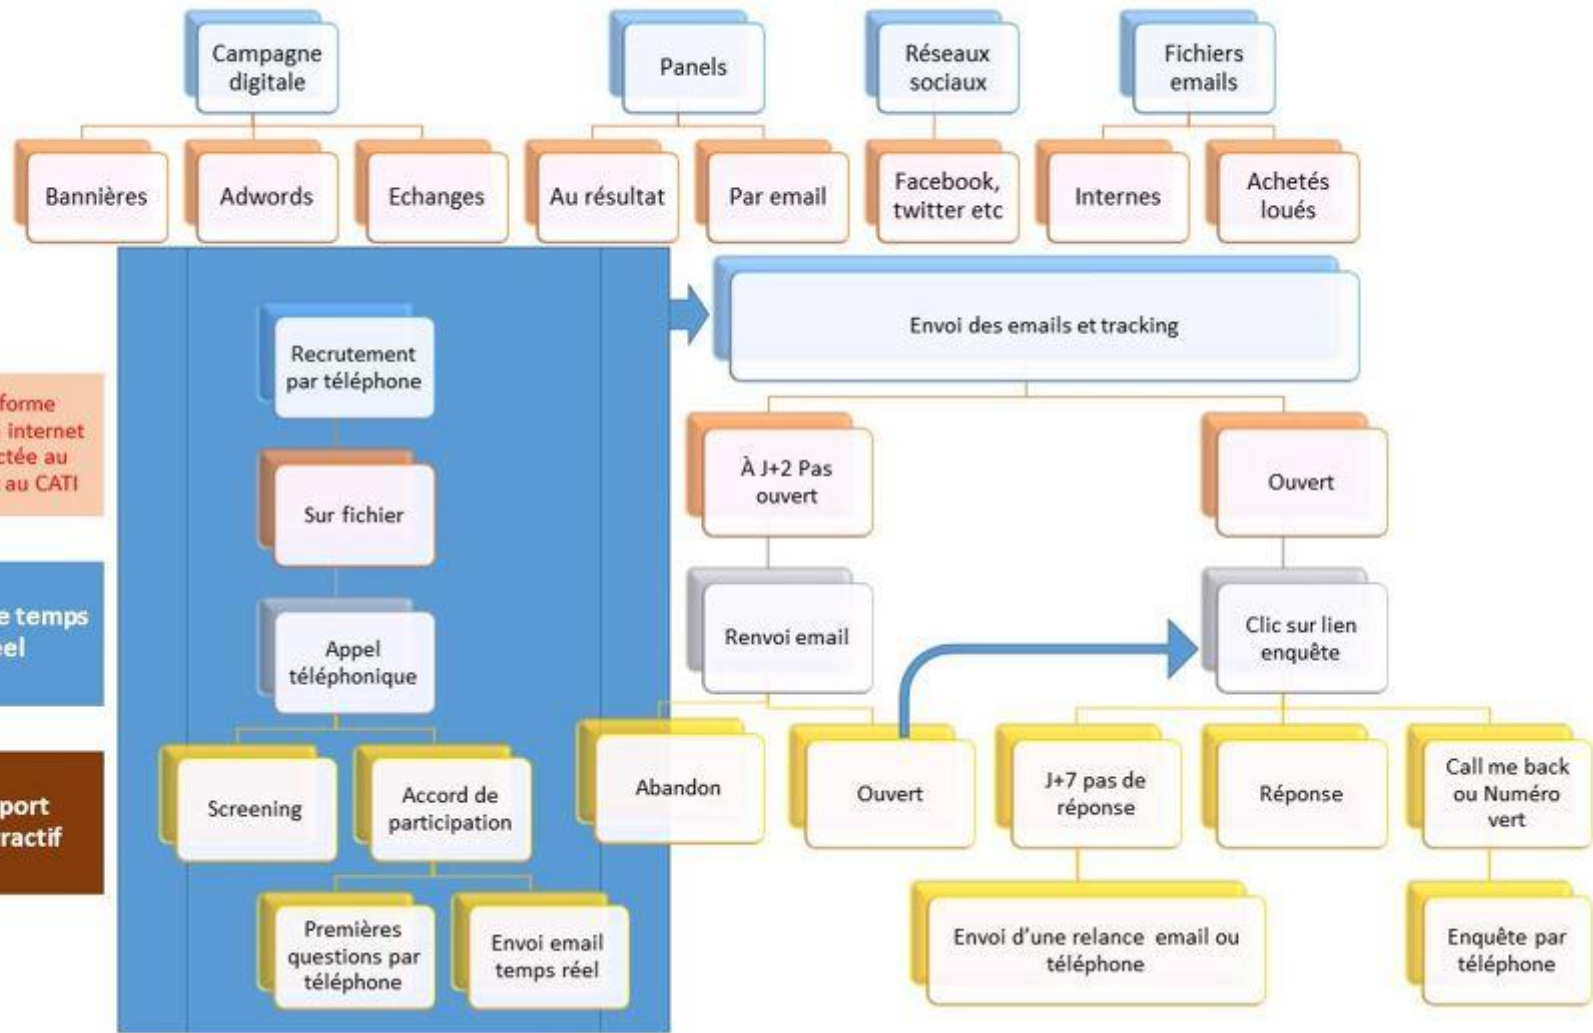 Campagne
digitale
Panels
Réseaux
sociaux
Fichiers
emails
Bannières
Adwords
Echanges
Au résultat
Par email
Facebook,
twitter etc
Internes
Achetés
loués
Envoi des emails et tracking
Recrutement
par téléphone
internet
au
au CATI
Sur fichier
À J+2 Pas
ouvert
Ouvert
temps
Appel
téléphonique
Renvoi email
Clic sur lien
enquête
Screening
Accord de
participation
Abandon
Ouvert
J+7 pas de
réponse
Réponse
Call me back
ou Numéro
vert
Premières
questions par
téléphone
Envoi email
temps réel
Envoi d'une relance email ou
téléphone
Enquête par
téléphone